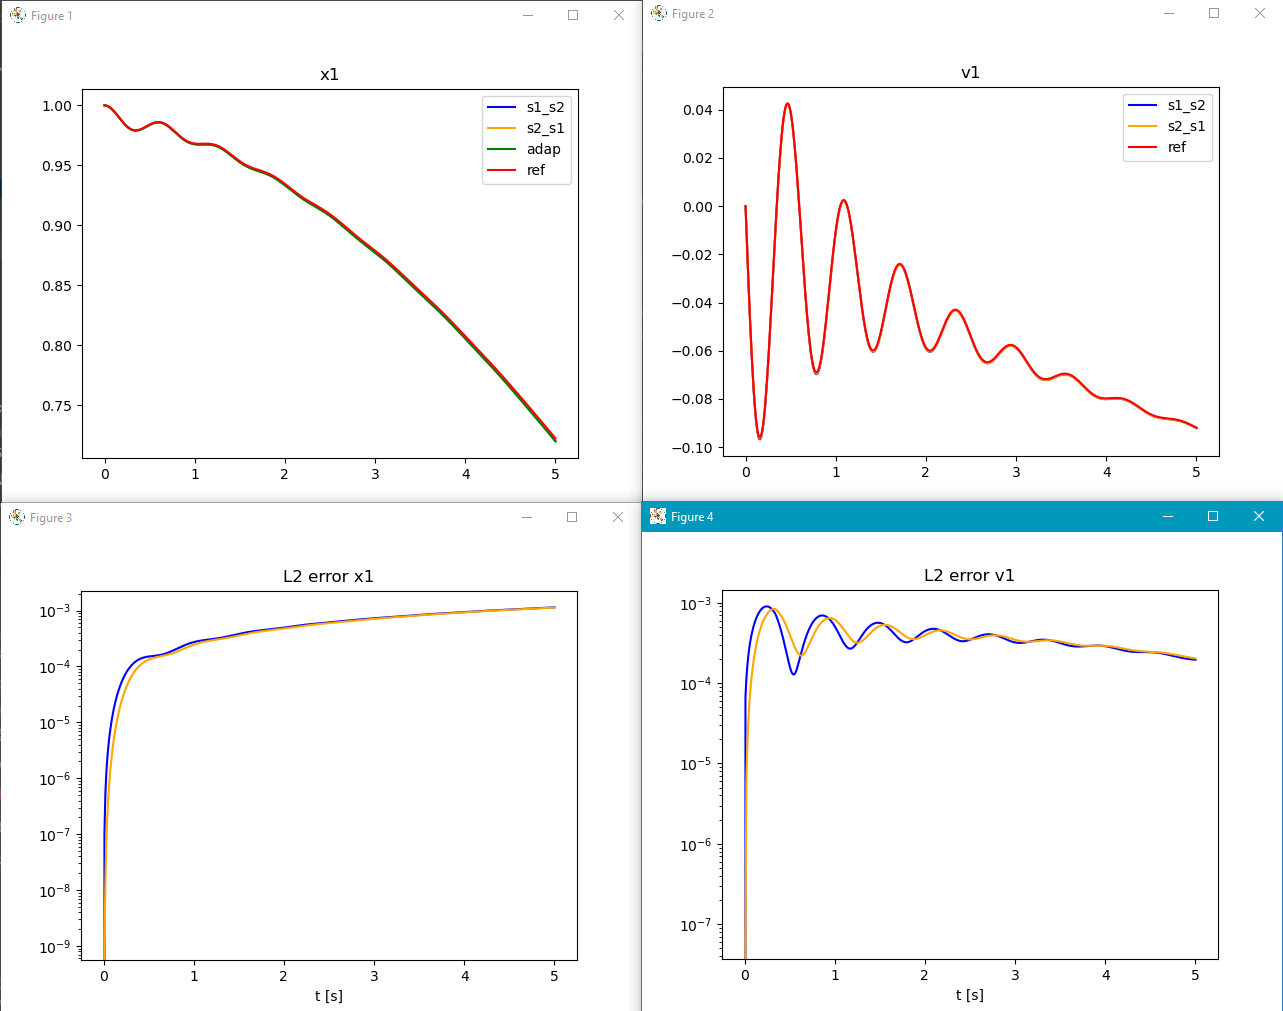 Figure 1
x1
1.00
0.95
0.90
0.85
0.80
0.75
0
1
2
3
4
5
s1_s2
s2_s1
adap
ref
Figure 2
v1
0.04
0.02
0.00
−0.02
−0.04
−0.06
−0.08
−0.10
0
1
2
3
4
5
s1_s2
s2_s1
ref
Figure 3
L2 error x1
10⁻³
10⁻⁴
10⁻⁵
10⁻⁶
10⁻⁷
10⁻⁸
10⁻⁹
0
1
2
3
4
5
t [s]
Figure 4
L2 error v1
10⁻³
10⁻⁴
10⁻⁵
10⁻⁶
10⁻⁷
0
1
2
3
4
5
t [s]